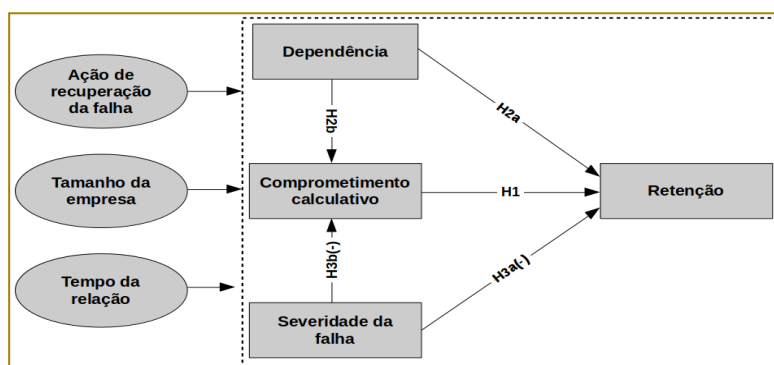 Ação de
recuperação
da falha
Tamanho da
empresa
Tempo da
relação
Dependência
H2b
H2a
Comprometimento
calculativo
H1
Retenção
H3b(-)
H3a(-)
Severidade da
falha